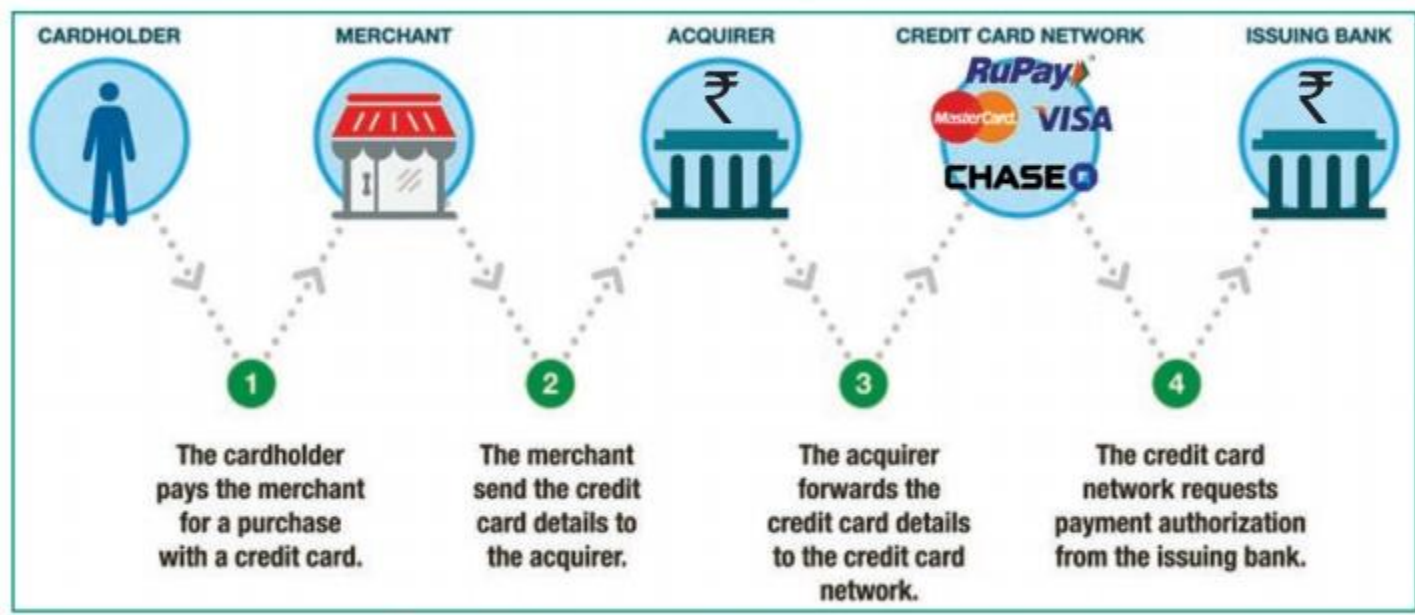 CARDHOLDER
MERCHANT
ACQUIRER
CREDIT CARD NETWORK
ISSUING BANK
₹
RuPay
MasterCard
VISA
CHASE
₹
1
2
3
4
The cardholder
pays the merchant
for a purchase
with a credit card.
The merchant
send the credit
card details to
the acquirer.
The acquirer
forwards the
credit card details
to the credit card
network.
The credit card
network requests
payment authorization
from the issuing bank.